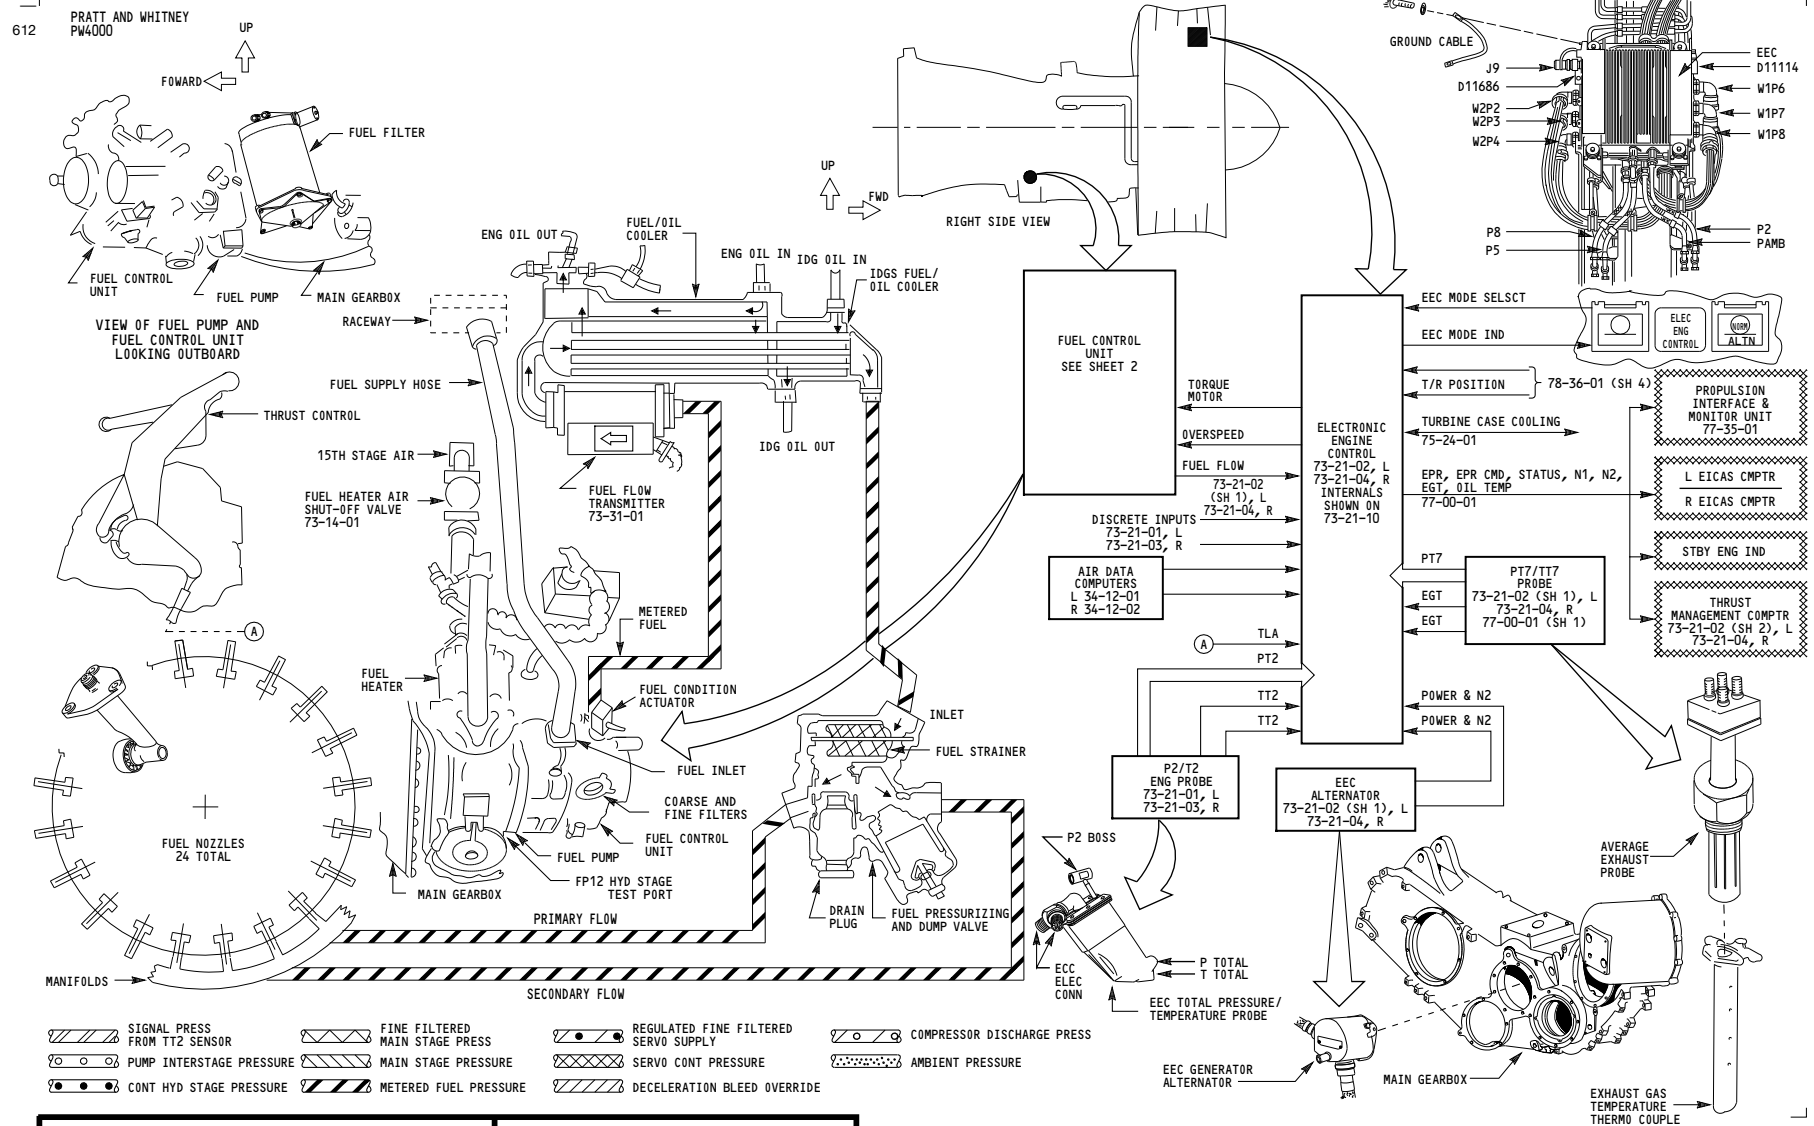 612
PRATT AND WHITNEY
PW4000
UP
FOWARD
FUEL FILTER
FUEL CONTROL
UNIT
FUEL PUMP
MAIN GEARBOX
VIEW OF FUEL PUMP AND
FUEL CONTROL UNIT
LOOKING OUTBOARD
THRUST CONTROL
A
FUEL NOZZLES
24 TOTAL
MANIFOLDS
ENG OIL OUT
FUEL/OIL
COOLER
ENG OIL IN
IDG OIL IN
IDGS FUEL/
OIL COOLER
RACEWAY
FUEL SUPPLY HOSE
IDG OIL OUT
15TH STAGE AIR
FUEL HEATER AIR
SHUT-OFF VALVE
73-14-01
FUEL FLOW
TRANSMITTER
73-31-01
METERED
FUEL
FUEL
HEATER
FUEL CONDITION
ACTUATOR
INLET
FUEL STRAINER
FUEL INLET
COARSE AND
FINE FILTERS
FUEL CONTROL
UNIT
FUEL PUMP
FP12 HYD STAGE
TEST PORT
MAIN GEARBOX
DRAIN
PLUG
FUEL PRESSURIZING
AND DUMP VALVE
PRIMARY FLOW
SECONDARY FLOW
UP
FWD
RIGHT SIDE VIEW
FUEL CONTROL
UNIT
SEE SHEET 2
TORQUE
MOTOR
OVERSPEED
FUEL FLOW
73-21-02
(SH 1), L
73-21-04, R
DISCRETE INPUTS
73-21-01, L
73-21-03, R
AIR DATA
COMPUTERS
L 34-12-01
R 34-12-02
A
TLA
PT2
TT2
TT2
P2/T2
ENG PROBE
73-21-01, L
73-21-03, R
ELECTRONIC
ENGINE
CONTROL
73-21-02, L
73-21-04, R
INTERNALS
SHOWN ON
73-21-10
GROUND CABLE
J9
D11686
W2P2
W2P3
W2P4
EEC
D11114
W1P6
W1P7
W1P8
P8
P5
P2
PAMB
EEC MODE SELSCT
EEC MODE IND
ELEC
ENG
CONTROL
NORM
ALTN
T/R POSITION
78-36-01 (SH 4)
TURBINE CASE COOLING
75-24-01
EPR, EPR CMD, STATUS, N1, N2,
EGT, OIL TEMP
77-00-01
PROPULSION
INTERFACE &
MONITOR UNIT
77-35-01
L EICAS CMPTR
R EICAS CMPTR
STBY ENG IND
THRUST
MANAGEMENT COMPTR
73-21-02 (SH 2), L
73-21-04, R
PT7
EGT
EGT
PT7/TT7
PROBE
73-21-02 (SH 1), L
73-21-04, R
77-00-01 (SH 1)
POWER & N2
POWER & N2
EEC
ALTERNATOR
73-21-02 (SH 1), L
73-21-04, R
P2 BOSS
ECC
ELEC
CONN
P TOTAL
T TOTAL
EEC TOTAL PRESSURE/
TEMPERATURE PROBE
EEC GENERATOR
ALTERNATOR
MAIN GEARBOX
AVERAGE
EXHAUST
PROBE
EXHAUST GAS
TEMPERATURE
THERMO COUPLE
SIGNAL PRESS
FROM TT2 SENSOR
PUMP INTERSTAGE PRESSURE
CONT HYD STAGE PRESSURE
FINE FILTERED
MAIN STAGE PRESS
MAIN STAGE PRESSURE
METERED FUEL PRESSURE
REGULATED FINE FILTERED
SERVO SUPPLY
SERVO CONT PRESSURE
DECELERATION BLEED OVERRIDE
COMPRESSOR DISCHARGE PRESS
AMBIENT PRESSURE